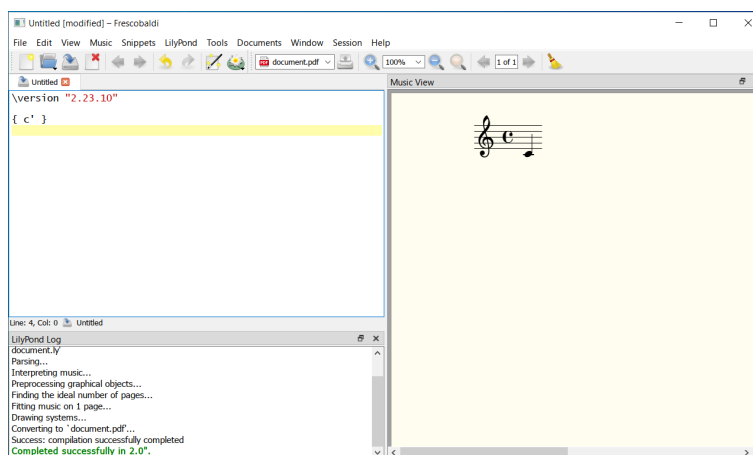 Untitled [modified] – Frescobaldi
File Edit View Music Snippets LilyPond Tools Documents Window Session Help
document.pdf 100% 1 of 1
Untitled
Music View
\version "2.23.10"
{ c' }
Line: 4, Col: 0 Untitled
LilyPond Log
document.ly'
Parsing...
Interpreting music...
Preprocessing graphical objects...
Finding the ideal number of pages...
Fitting music on 1 page...
Drawing systems...
Converting to `document.pdf'...
Success: compilation successfully completed
Completed successfully in 2.0".